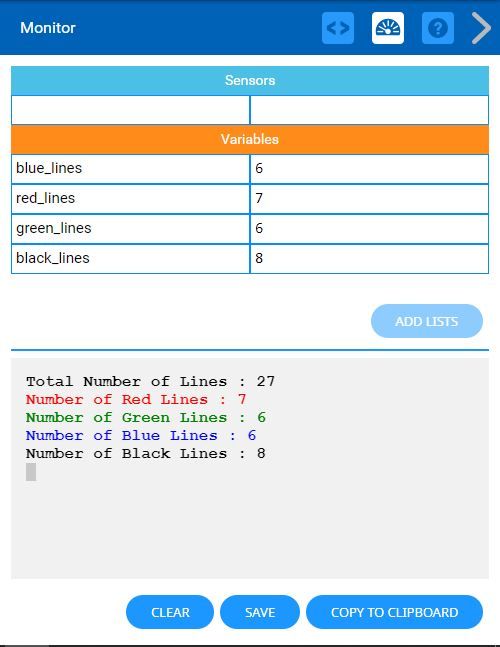 Monitor
Sensors
Variables
blue_lines 6
red_lines 7
green_lines 6
black_lines 8
ADD LISTS
Total Number of Lines : 27
Number of Red Lines : 7
Number of Green Lines : 6
Number of Blue Lines : 6
Number of Black Lines : 8
CLEAR SAVE COPY TO CLIPBOARD